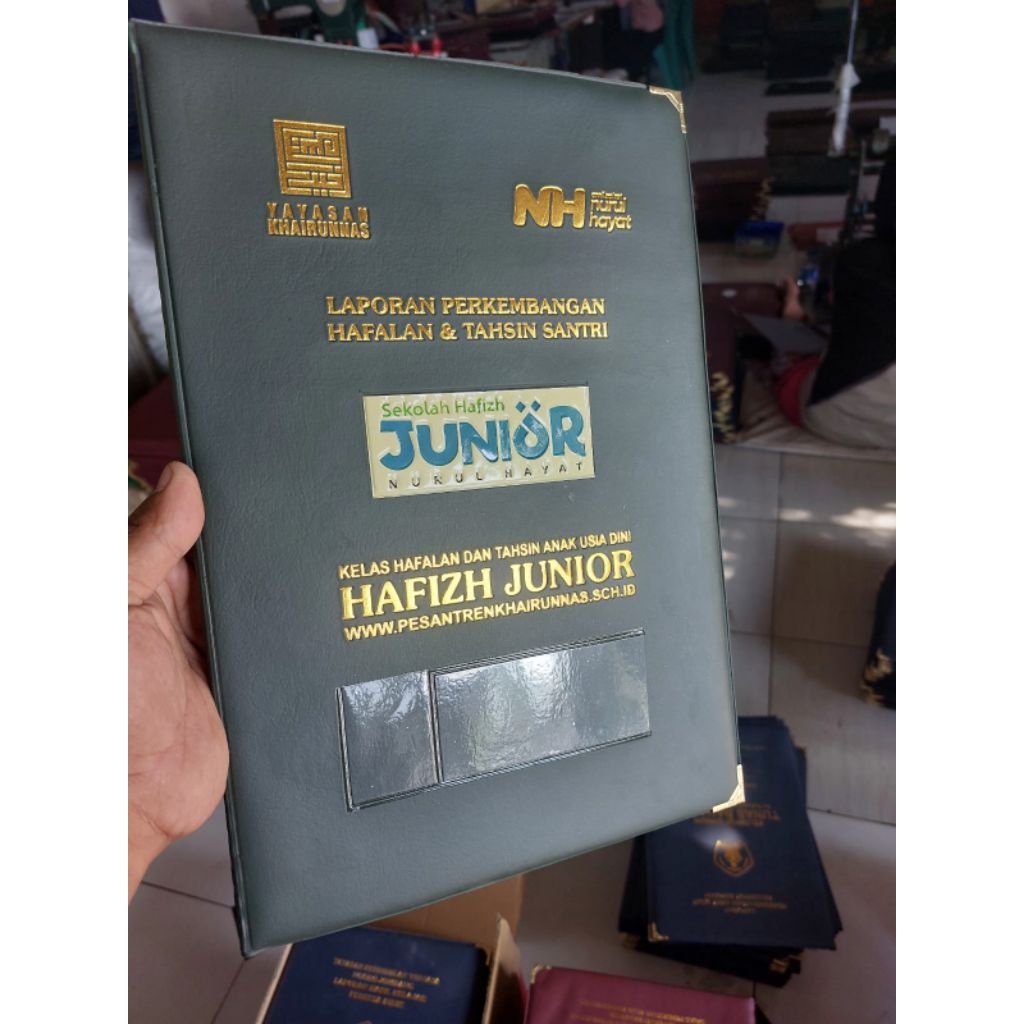 YAYASAN
KHAIRUNNAS
NH
nurul
hayat
LAPORAN PERKEMBANGAN
HAFALAN & TAHSIN SANTRI
Sekolah Hafizh
JUNIOR
NURUL HAYAT
KELAS HAFALAN DAN TAHSIN ANAK USIA DINI
HAFIZH JUNIOR
WWW.PESANTRENKHAIRUNNAS.SCH.ID